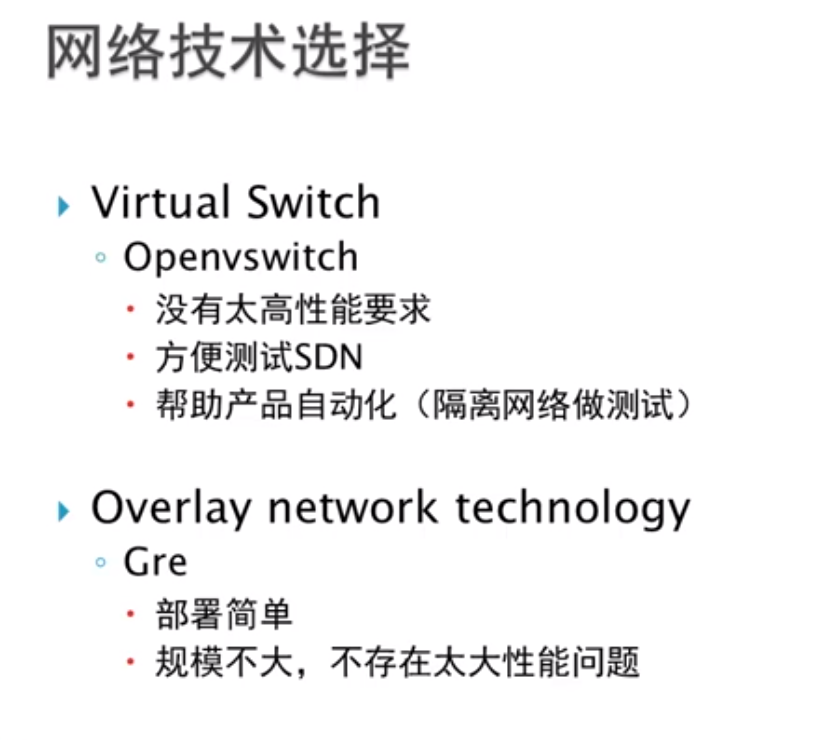 网络技术选择
Virtual Switch
Openvswitch
没有太高性能要求
方便测试SDN
帮助产品自动化（隔离网络做测试）
Overlay network technology
Gre
部署简单
规模不大，不存在太大性能问题